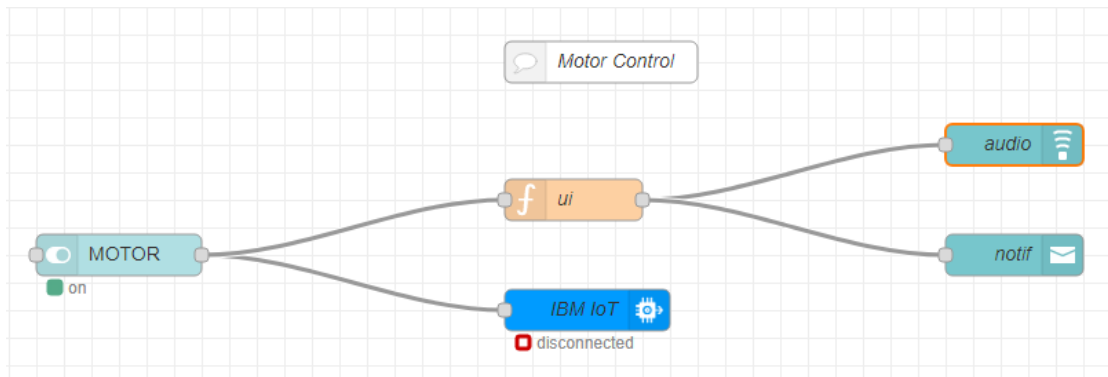 Motor Control
audio
ui
MOTOR
notif
on
IBM IoT
disconnected